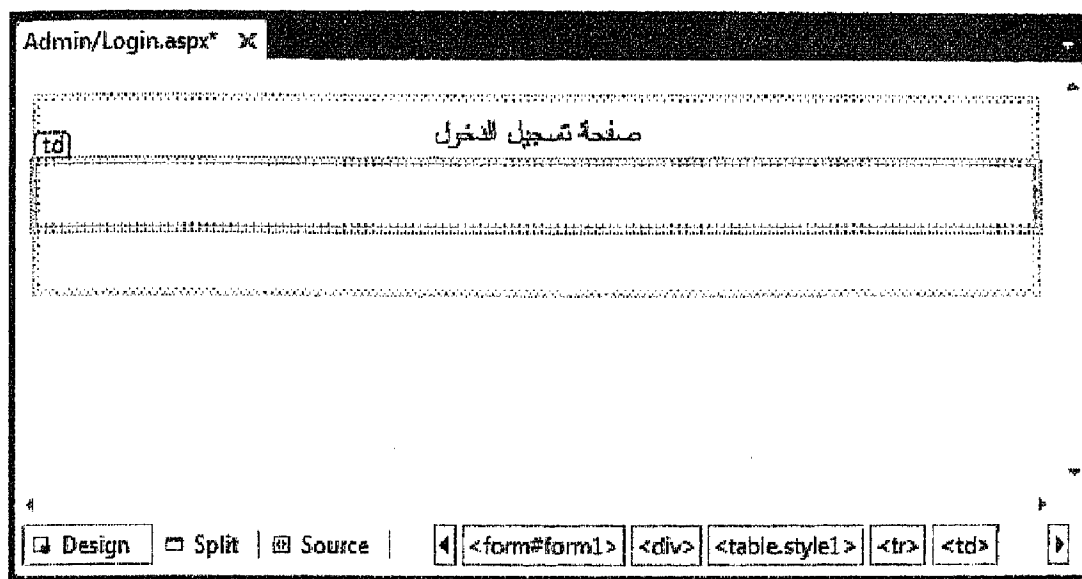 Admin/Login.aspx*
صفحة تسجيل الدخول
td
Design
Split
Source
<form#form1>
<div>
<table.style1>
<tr>
<td>